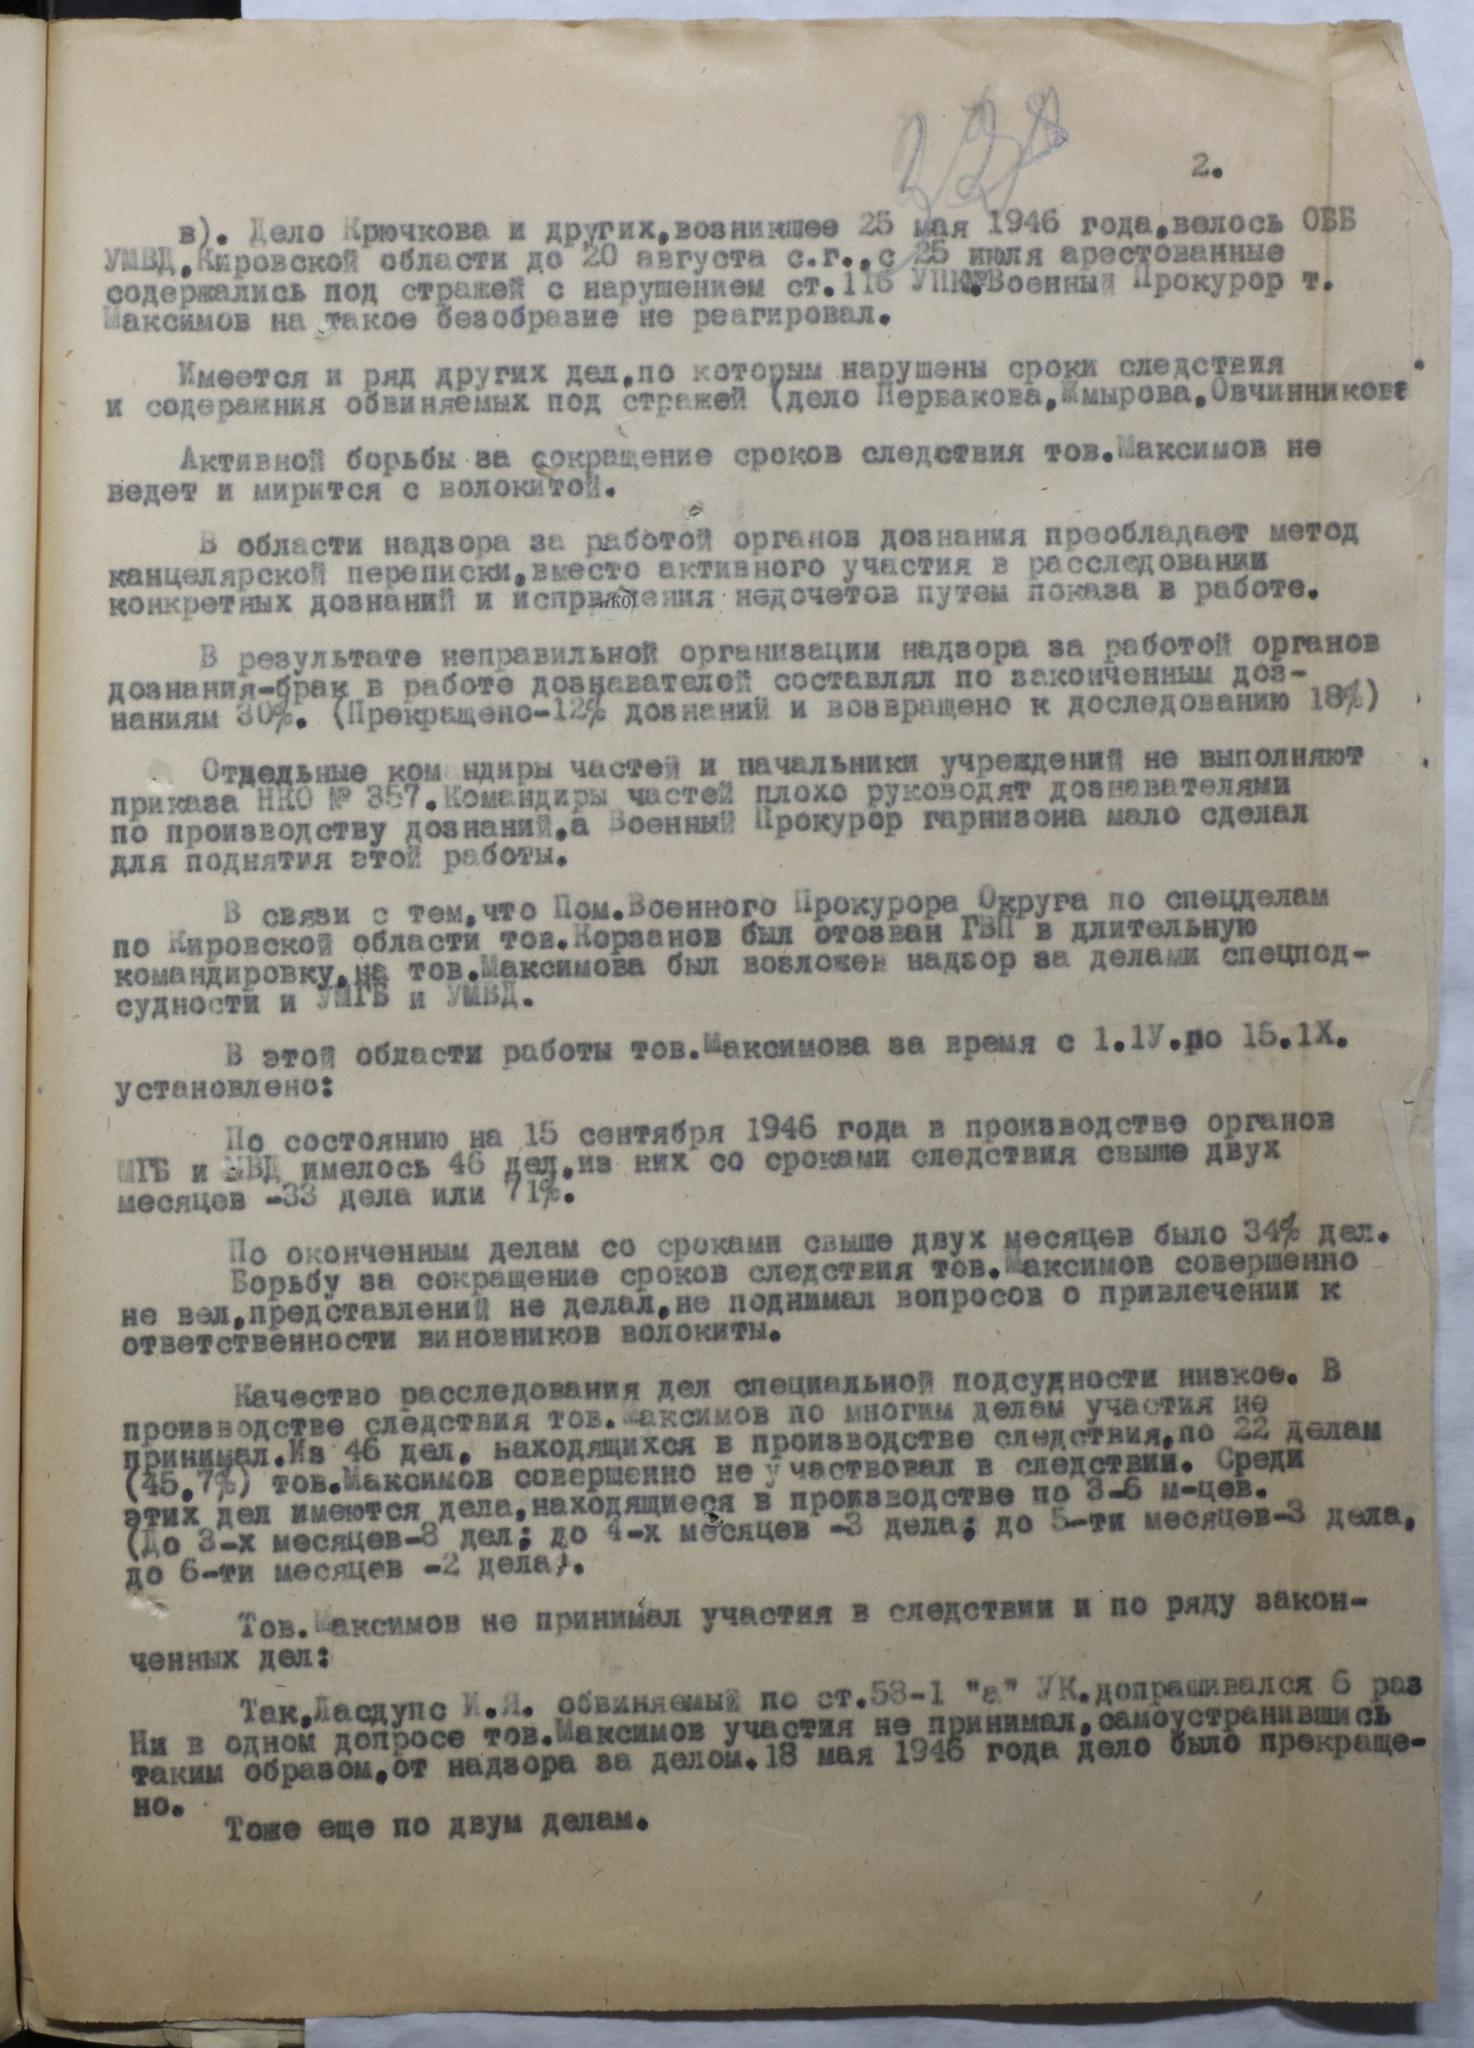 228
2.
в). Дело Крючкова и других,возникшее 25 мая 1946 года,велось ОББ
УМВД,Кировской области до 20 августа с.г.,с 25 июля арестованные
содержались под стражей с нарушением ст.116 УПК.Военный Прокурор т.
Максимов на такое безобразие не реагировал.
Имеется и ряд других дел,по которым нарушены сроки следствия
и содеражния обвиняемых под стражей (дело Первакова,Жмырова,Овчинникова
Активной борьбы за сокращение сроков следствия тов.Максимов не
ведет и мирится с волокитой.
В области надзора за работой органов дознания преобладает метод
канцелярской переписки,вместо активного участия в расследовании
конкретных дознаний и исправления недочетов путем показа в работе.
В результате неправильной организации надзора за работой органов
дознания-брак в работе дознавателей составлял по законченным доз-
наниям 30%. (Прекращено-12% дознаний и возвращено к доследованию 18%)
Отдедьные командиры частей и начальники учреждений не выполняют
приказа НКО № 357.Командиры частей плохо руководят дознавателями
по производству дознаний,а Военный Прокурор гарнизона мало сделал
для поднятия этой работы.
В связи с тем,что Пом.Военного Прокурора Округа по спецделам
по Кировской области тов.Корзанов был отозван ГВП в длительную
командировку,на тов.Максимова был возложен надзор за делами спецпод-
судности и УМГБ и УМВД.
В этой области работы тов.Максимова за время с 1.1У.по 15.1Х.
установлено:
По состоянию на 15 сентября 1946 года в производстве органов
МГБ и МВД имелось 46 дел,из них со сроками следствия свыше двух
месяцев -33 дела или 71%.
По оконченным делам со сроками свыше двух месяцев было 34% дел.
Борьбу за сокращение сроков следствия тов.Максимов совершенно
не вел,представлений не делал,не поднимал вопросов о привлечении к
ответственности виновников волокиты.
Качество расследования дел специальной подсудности низкое. В
производстве следствия тов.Максимов по многим делам участия не
принимал.Из 46 дел, находящихся в производстве следствия,по 22 делам
(45,7%) тов.Максимов совершенно не участвовал в следствии. Среди
этих дел имеются дела,находящиеся в производстве по 3-6 м-цев.
(До 3-х месяцев-8 дел; до 4-х месяцев -3 дела; до 5-ти месяцев-3 дела,
до 6-ти месяцев -2 дела).
Тов.Максимов не принимал участия в следствии и по ряду закон-
ченных дел:
Так,Ласдупс И.Я. обвиняемый по ст.58-1 "а" УК.допрашивался 6 раз
Ни в одном допросе тов.Максимов участия не принимал,самоустранившись
таким образом,от надзора за делом.18 мая 1946 года дело было прекраще-
но.
Тоже еще по двум делам.